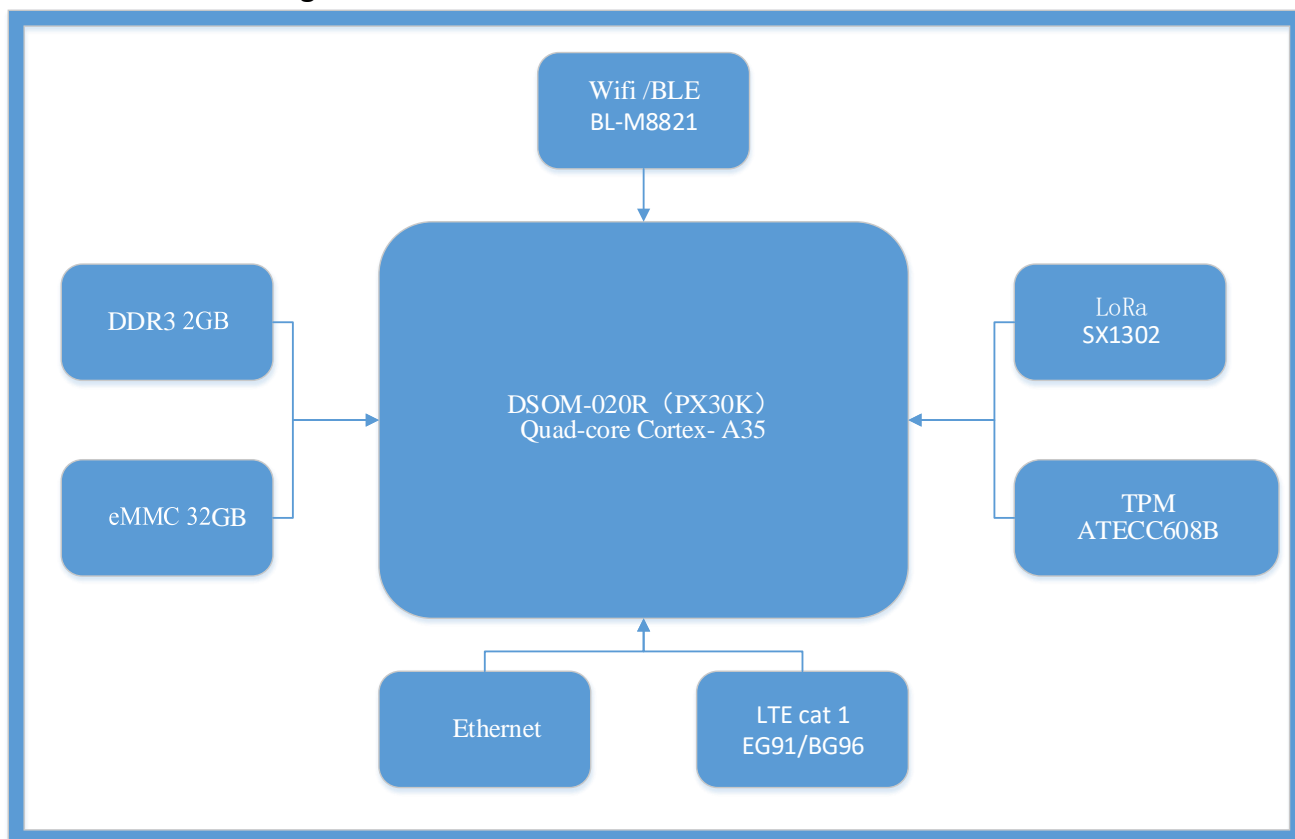 Wifi /BLE
BL-M8821
DDR3 2GB
LoRa
SX1302
DSOM-020R（PX30K）
Quad-core Cortex- A35
eMMC 32GB
TPM
ATECC608B
Ethernet
LTE cat 1
EG91/BG96